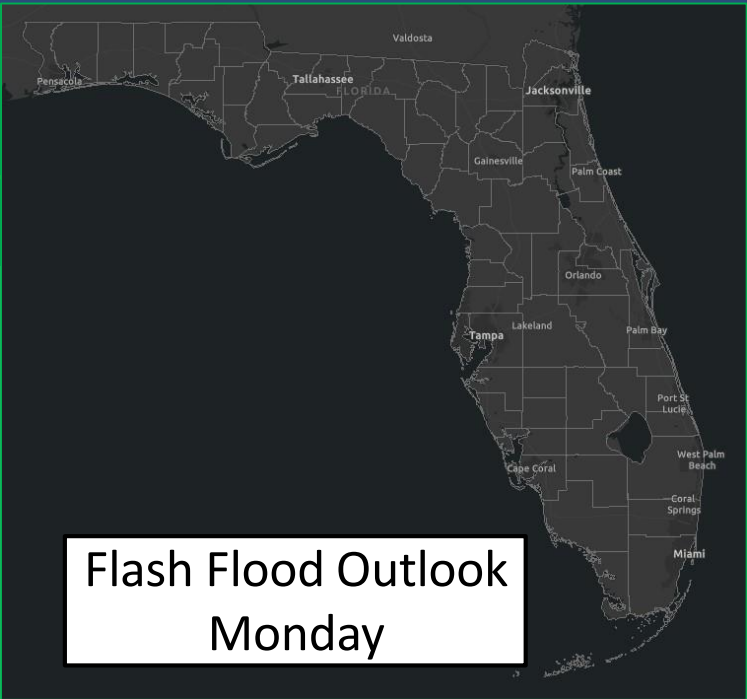 Valdosta
Pensacola
Tallahassee
FLORIDA
Jacksonville
Gainesville
Palm Coast
Orlando
Lakeland
Palm Bay
Tampa
Port St
Lucie
West Palm
Beach
Cape Coral
Coral
Springs
Miami
Flash Flood Outlook
Monday